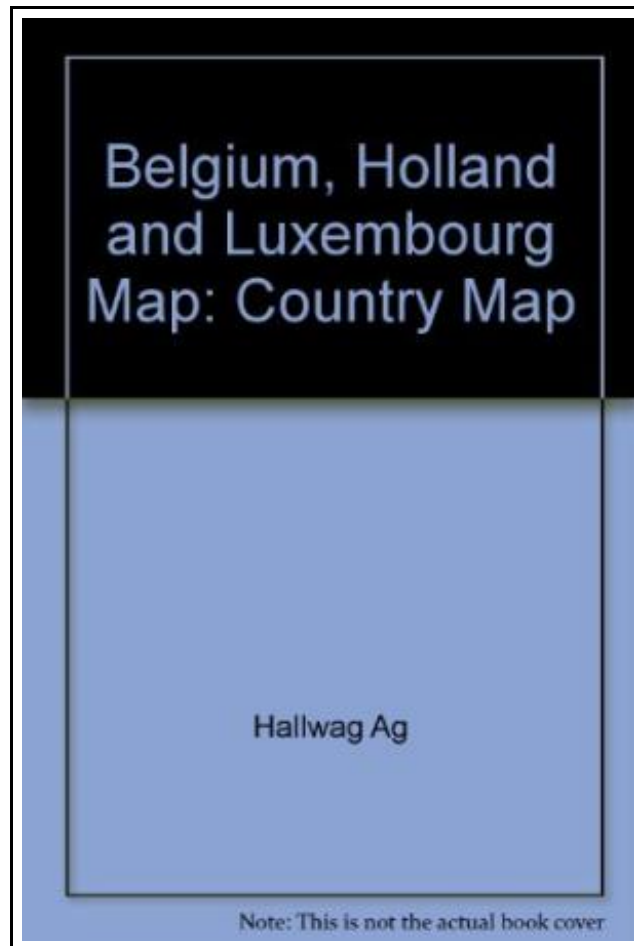 Belgium, Holland
and Luxembourg
Map: Country Map
Hallwag Ag
Note: This is not the actual book cover